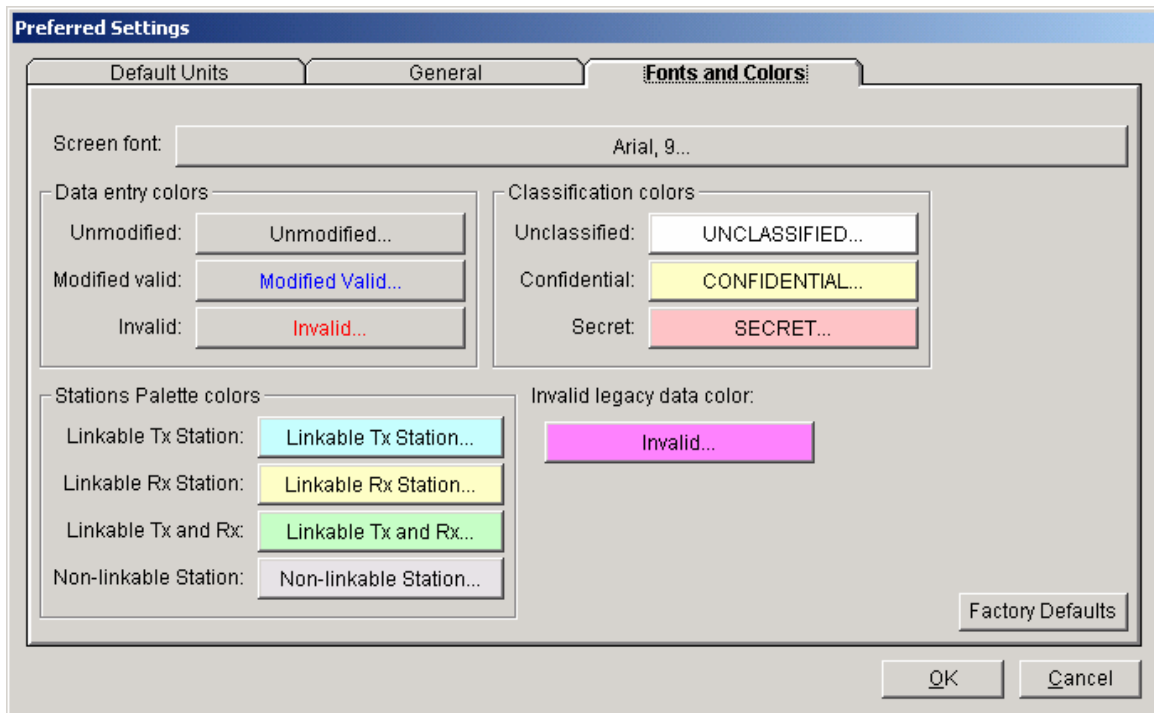 Preferred Settings
Default Units General Fonts and Colors
Screen font: Arial, 9...
Data entry colors
Unmodified: Unmodified...
Modified valid: Modified Valid...
Invalid: Invalid...
Classification colors
Unclassified: UNCLASSIFIED...
Confidential: CONFIDENTIAL...
Secret: SECRET...
Stations Palette colors
Linkable Tx Station: Linkable Tx Station...
Linkable Rx Station: Linkable Rx Station...
Linkable Tx and Rx: Linkable Tx and Rx...
Non-linkable Station: Non-linkable Station...
Invalid legacy data color:
Invalid...
Factory Defaults
OK Cancel